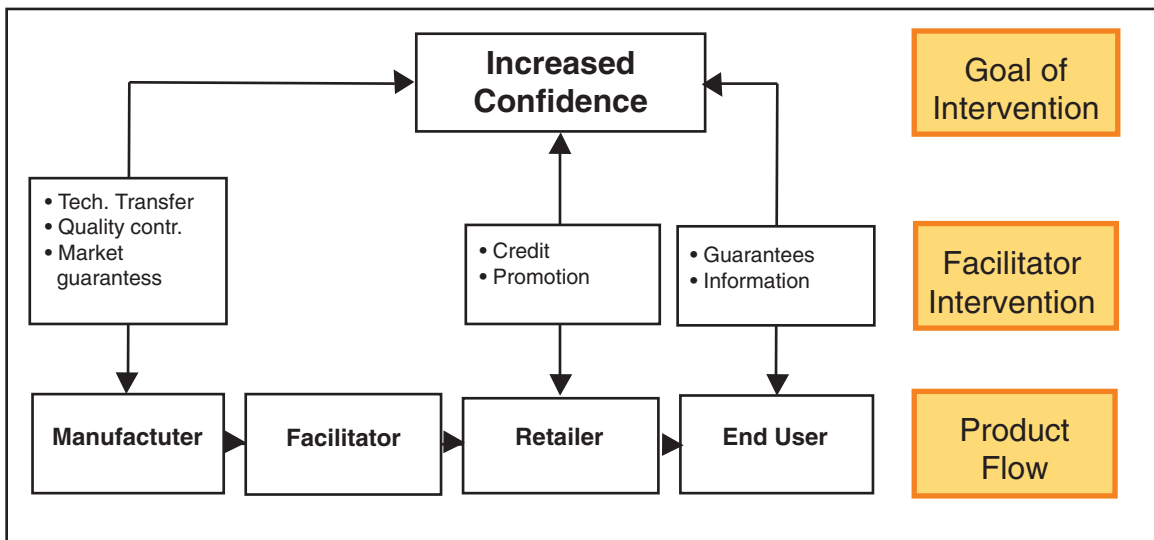 Increased
Confidence
Goal of
Intervention
• Tech. Transfer
• Quality contr.
• Market
guarantess
• Credit
• Promotion
• Guarantees
• Information
Facilitator
Intervention
Manufactuter
Facilitator
Retailer
End User
Product
Flow